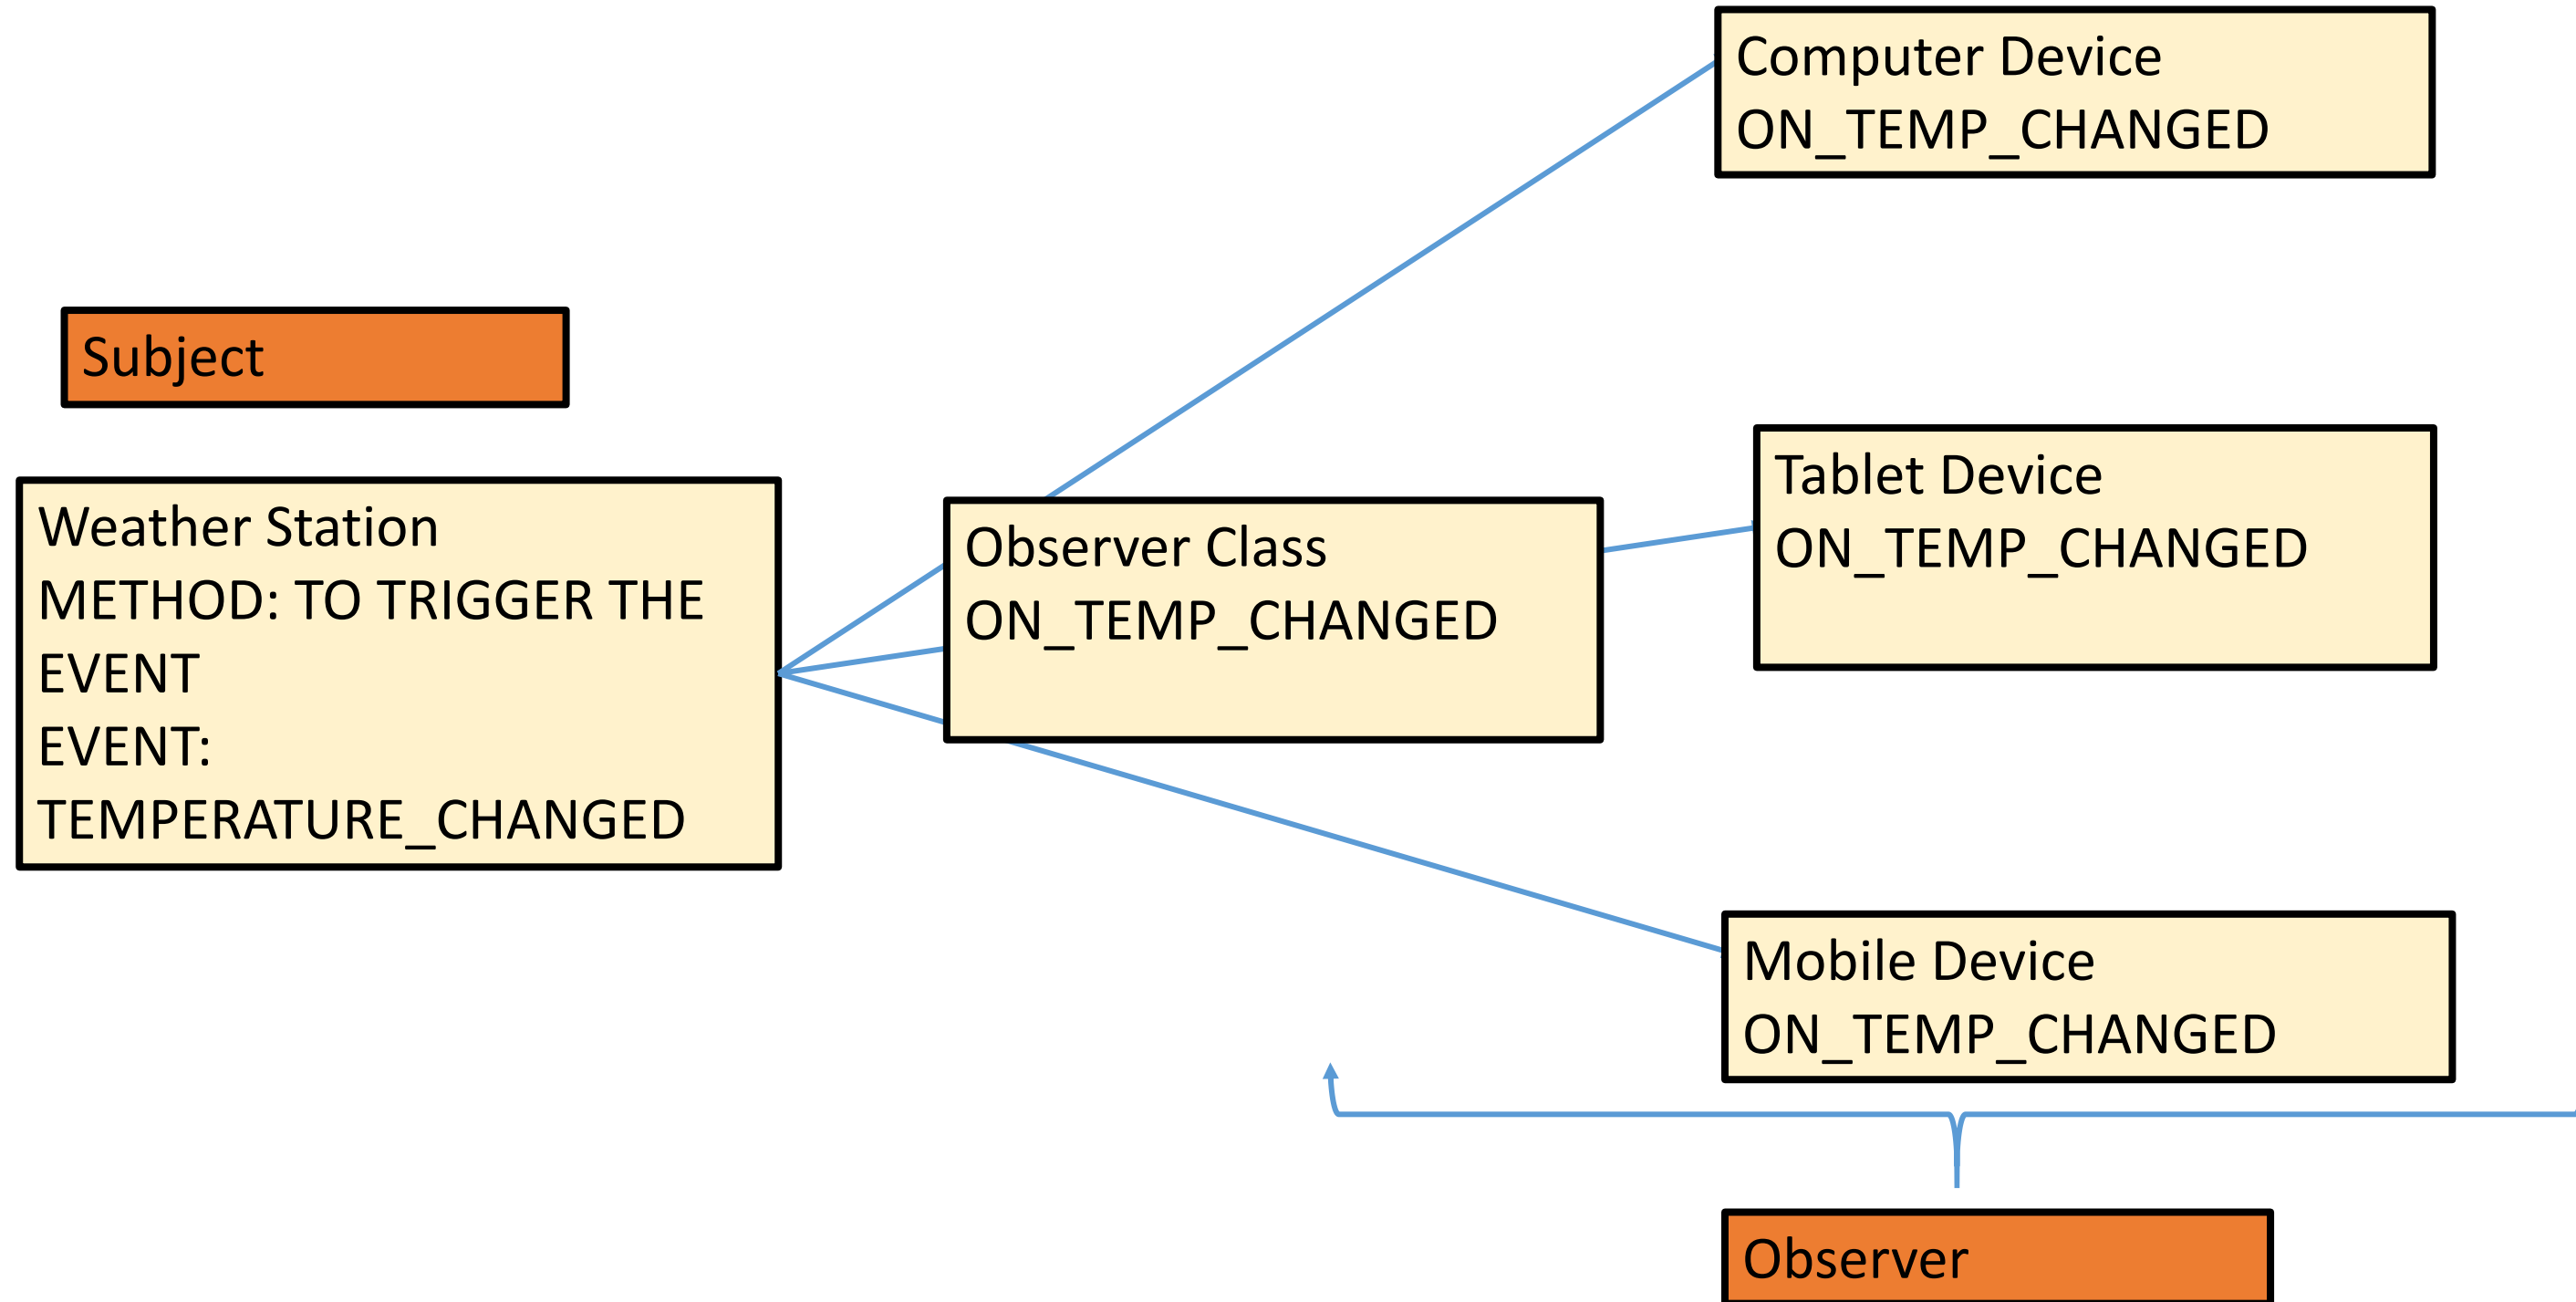 Computer Device
ON_TEMP_CHANGED
Subject
Weather Station
METHOD: TO TRIGGER THE
EVENT
EVENT:
TEMPERATURE_CHANGED
Observer Class
ON_TEMP_CHANGED
Tablet Device
ON_TEMP_CHANGED
Mobile Device
ON_TEMP_CHANGED
Observer